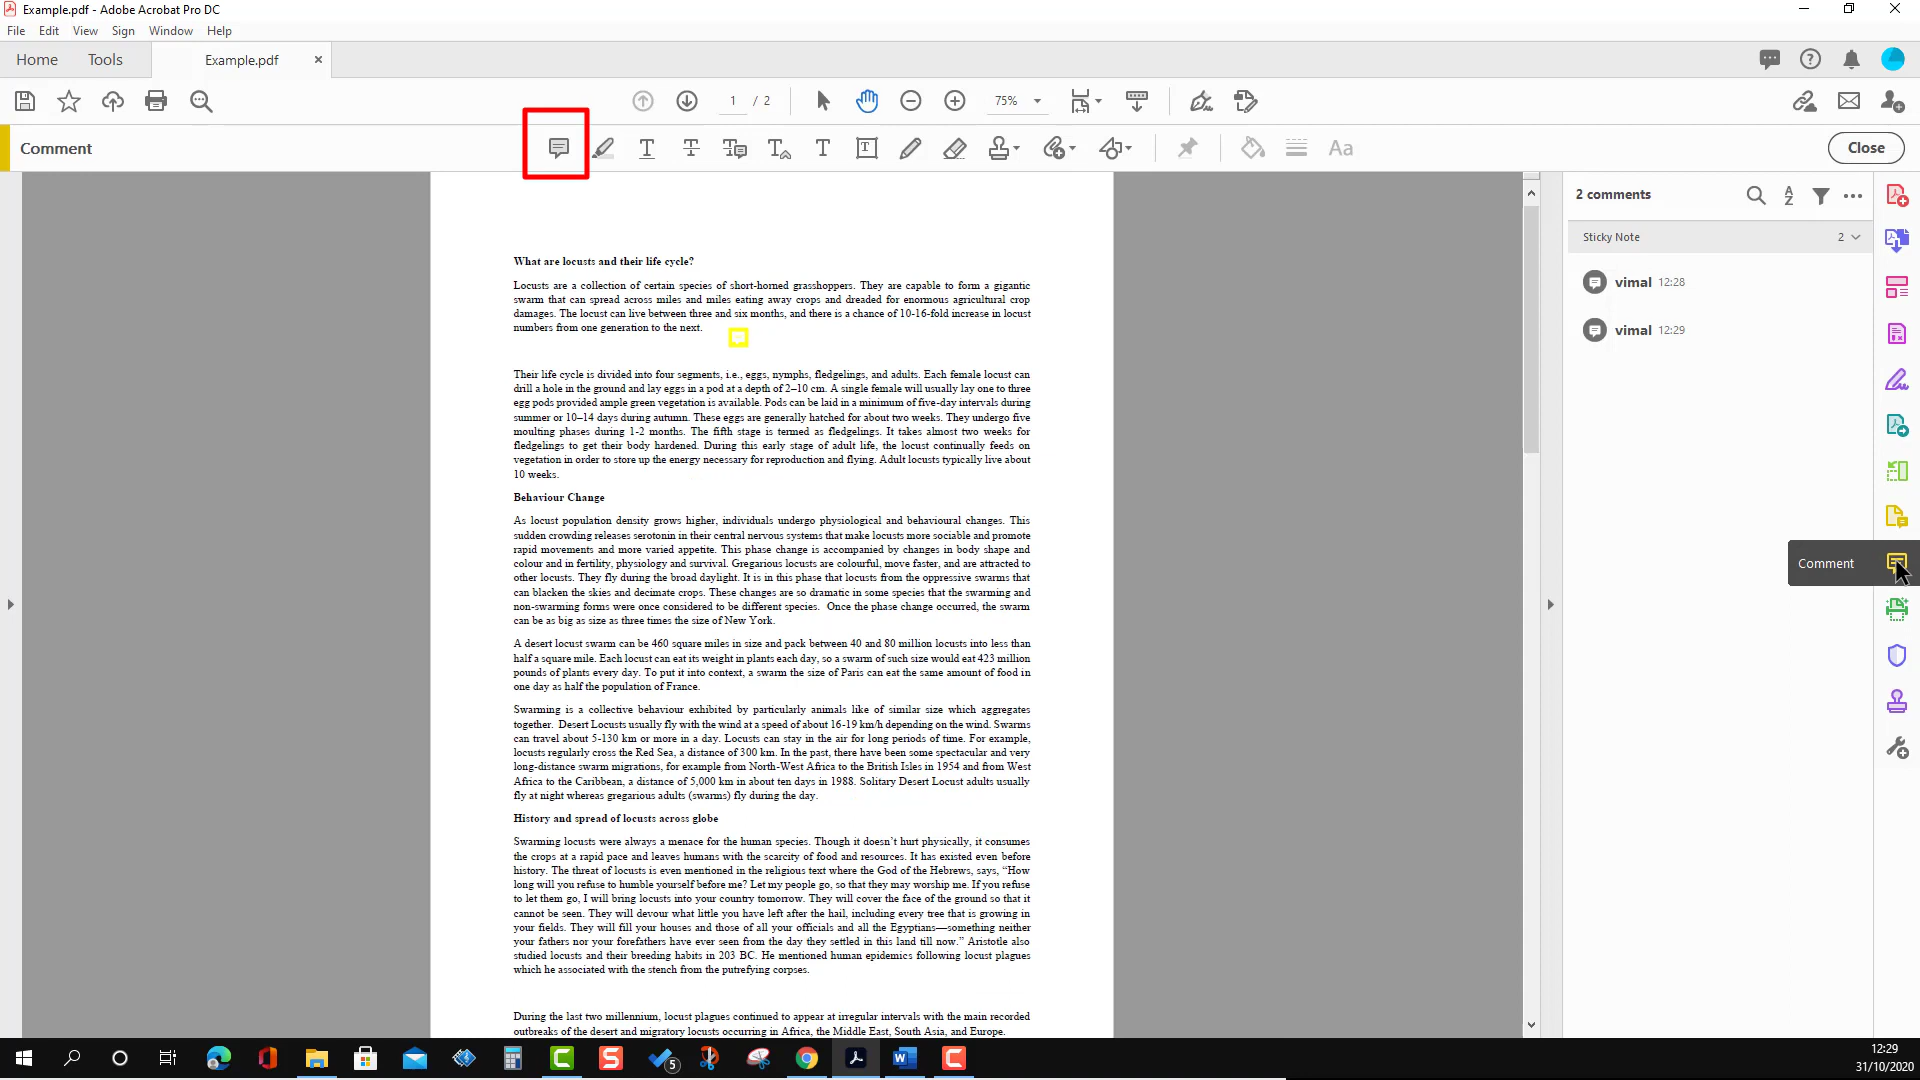 Example.pdf - Adobe Acrobat Pro DC
File Edit View Sign Window Help
Home Tools Example.pdf
1 / 2 75%
Comment
Close
2 comments
Sticky Note 2
vimal 12:28
vimal 12:29
Comment
What are locusts and their life cycle?
Locusts are a collection of certain species of short-horned grasshoppers. They are capable to form a gigantic
swarm that can spread across miles and miles eating away crops and dreaded for enormous agricultural crop
damages. The locust can live between three and six months, and there is a chance of 10-16-fold increase in locust
numbers from one generation to the next.
Their life cycle is divided into four segments, i.e., eggs, nymphs, fledgelings, and adults. Each female locust can
drill a hole in the ground and lay eggs in a pod at a depth of 2–10 cm. A single female will usually lay one to three
egg pods provided ample green vegetation is available. Pods can be laid in a minimum of five-day intervals during
summer or 10–14 days during autumn. These eggs are generally hatched for about two weeks. They undergo five
moulting phases during 1-2 months. The fifth stage is termed as fledgelings. It takes almost two weeks for
fledgelings to get their body hardened. During this early stage of adult life, the locust continually feeds on
vegetation in order to store up the energy necessary for reproduction and flying. Adult locusts typically live about
10 weeks.
Behaviour Change
As locust population density grows higher, individuals undergo physiological and behavioural changes. This
sudden crowding releases serotonin in their central nervous systems that make locusts more sociable and promote
rapid movements and more varied appetite. This phase change is accompanied by changes in body shape and
colour and in fertility, physiology and survival. Gregarious locusts are colourful, move faster, and are attracted to
other locusts. They fly during the broad daylight. It is in this phase that locusts from the oppressive swarms that
can blacken the skies and decimate crops. These changes are so dramatic in some species that the swarming and
non-swarming forms were once considered to be different species. Once the phase change occurred, the swarm
can be as big as size as three times the size of New York.
A desert locust swarm can be 460 square miles in size and pack between 40 and 80 million locusts into less than
half a square mile. Each locust can eat its weight in plants each day, so a swarm of such size would eat 423 million
pounds of plants every day. To put it into context, a swarm the size of Paris can eat the same amount of food in
one day as half the population of France.
Swarming is a collective behaviour exhibited by particularly animals like of similar size which aggregates
together. Desert Locusts usually fly with the wind at a speed of about 16-19 km/h depending on the wind. Swarms
can travel about 5-130 km or more in a day. Locusts can stay in the air for long periods of time. For example,
locusts regularly cross the Red Sea, a distance of 300 km. In the past, there have been some spectacular and very
long-distance swarm migrations, for example from North-West Africa to the British Isles in 1954 and from West
Africa to the Caribbean, a distance of 5,000 km in about ten days in 1988. Solitary Desert Locust adults usually
fly at night whereas gregarious adults (swarms) fly during the day.
History and spread of locusts across globe
Swarming locusts were always a menace for the human species. Though it doesn't hurt physically, it consumes
the crops at a rapid pace and leaves humans with the scarcity of food and resources. It has existed even before
history. The threat of locusts is even mentioned in the religious text where the God of the Hebrews, says, “How
long will you refuse to humble yourself before me? Let my people go, so that they may worship me. If you refuse
to let them go, I will bring locusts into your country tomorrow. They will cover the face of the ground so that it
cannot be seen. They will devour what little you have left after the hail, including every tree that is growing in
your fields. They will fill your houses and those of all your officials and all the Egyptians—something neither
your fathers nor your forefathers have ever seen from the day they settled in this land till now.” Aristotle also
studied locusts and their breeding habits in 203 BC. He mentioned human epidemics following locust plagues
which he associated with the stench from the putrefying corpses.
During the last two millennium, locust plagues continued to appear at irregular intervals with the main recorded
outbreaks of the desert and migratory locusts occurring in Africa, the Middle East, South Asia, and Europe.
5
12:29
31/10/2020